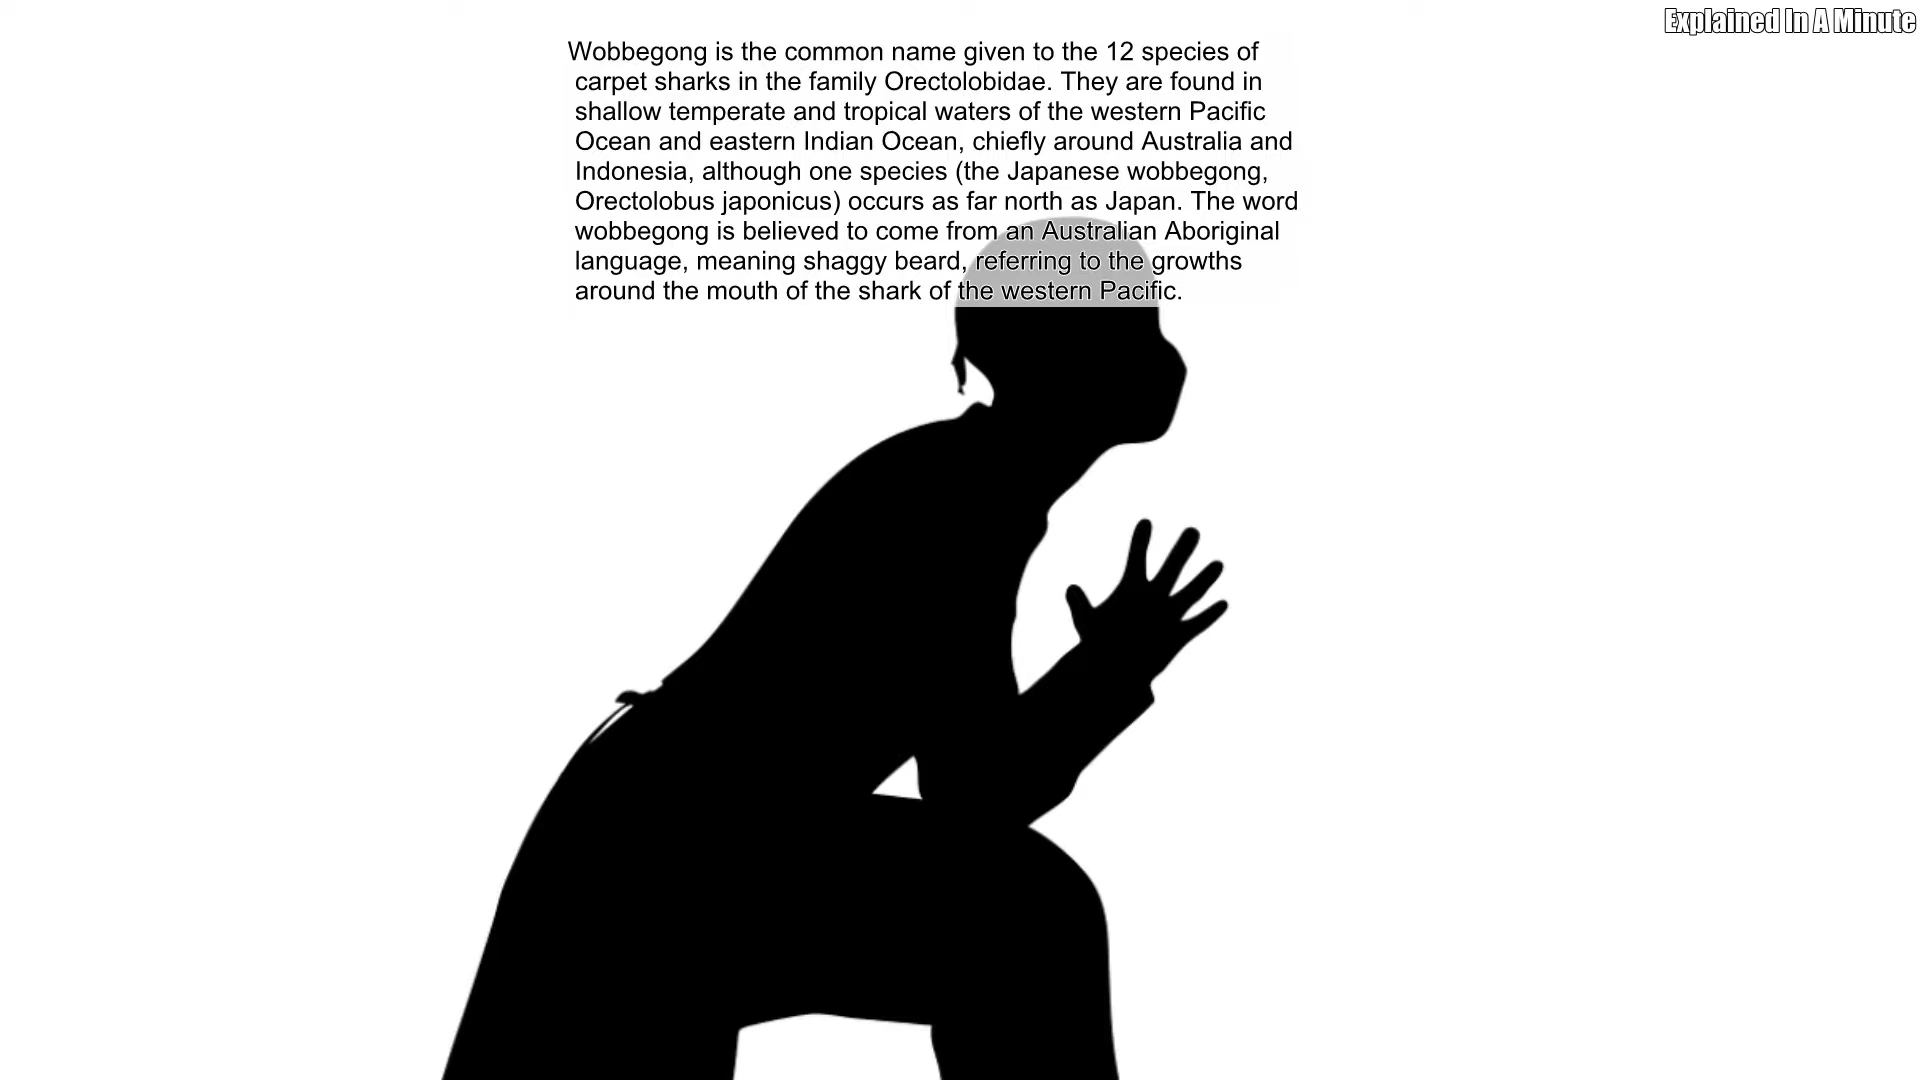 Explained In A Minute
Wobbegong is the common name given to the 12 species of
carpet sharks in the family Orectolobidae. They are found in
shallow temperate and tropical waters of the western Pacific
Ocean and eastern Indian Ocean, chiefly around Australia and
Indonesia, although one species (the Japanese wobbegong,
Orectolobus japonicus) occurs as far north as Japan. The word
wobbegong is believed to come from an Australian Aboriginal
language, meaning shaggy beard, referring to the growths
around the mouth of the shark of the western Pacific.